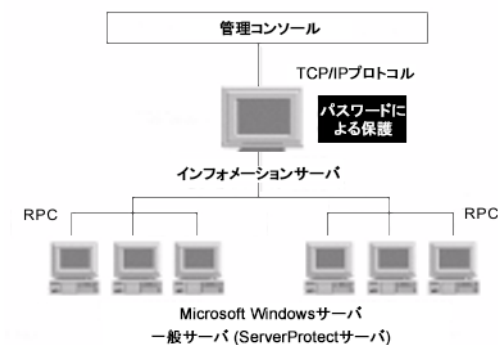 管理コンソール
TCP/IPプロトコル
パスワードに
よる保護
インフォメーションサーバ
RPC
RPC
Microsoft Windowsサーバ
一般サーバ (ServerProtectサーバ)